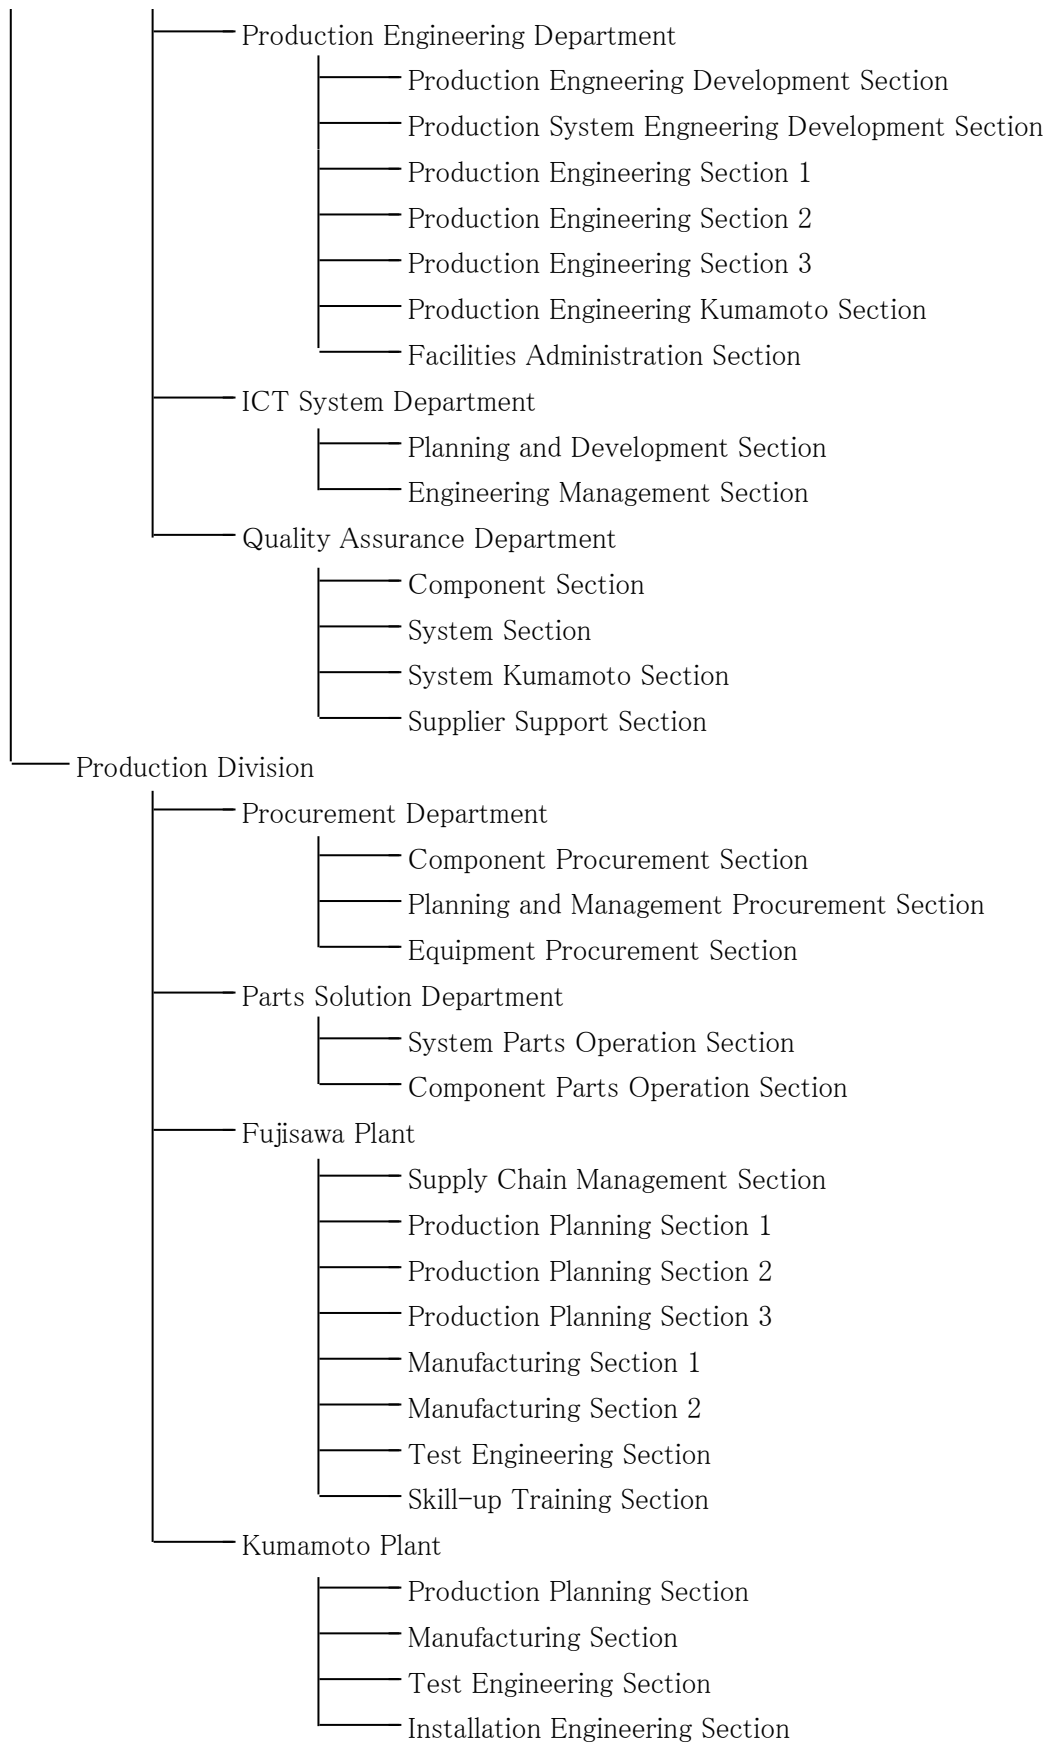 Production Engineering Department
Production Engneering Development Section
Production System Engneering Development Section
Production Engineering Section 1
Production Engineering Section 2
Production Engineering Section 3
Production Engineering Kumamoto Section
Facilities Administration Section
ICT System Department
Planning and Development Section
Engineering Management Section
Quality Assurance Department
Component Section
System Section
System Kumamoto Section
Supplier Support Section
Production Division
Procurement Department
Component Procurement Section
Planning and Management Procurement Section
Equipment Procurement Section
Parts Solution Department
System Parts Operation Section
Component Parts Operation Section
Fujisawa Plant
Supply Chain Management Section
Production Planning Section 1
Production Planning Section 2
Production Planning Section 3
Manufacturing Section 1
Manufacturing Section 2
Test Engineering Section
Skill-up Training Section
Kumamoto Plant
Production Planning Section
Manufacturing Section
Test Engineering Section
Installation Engineering Section